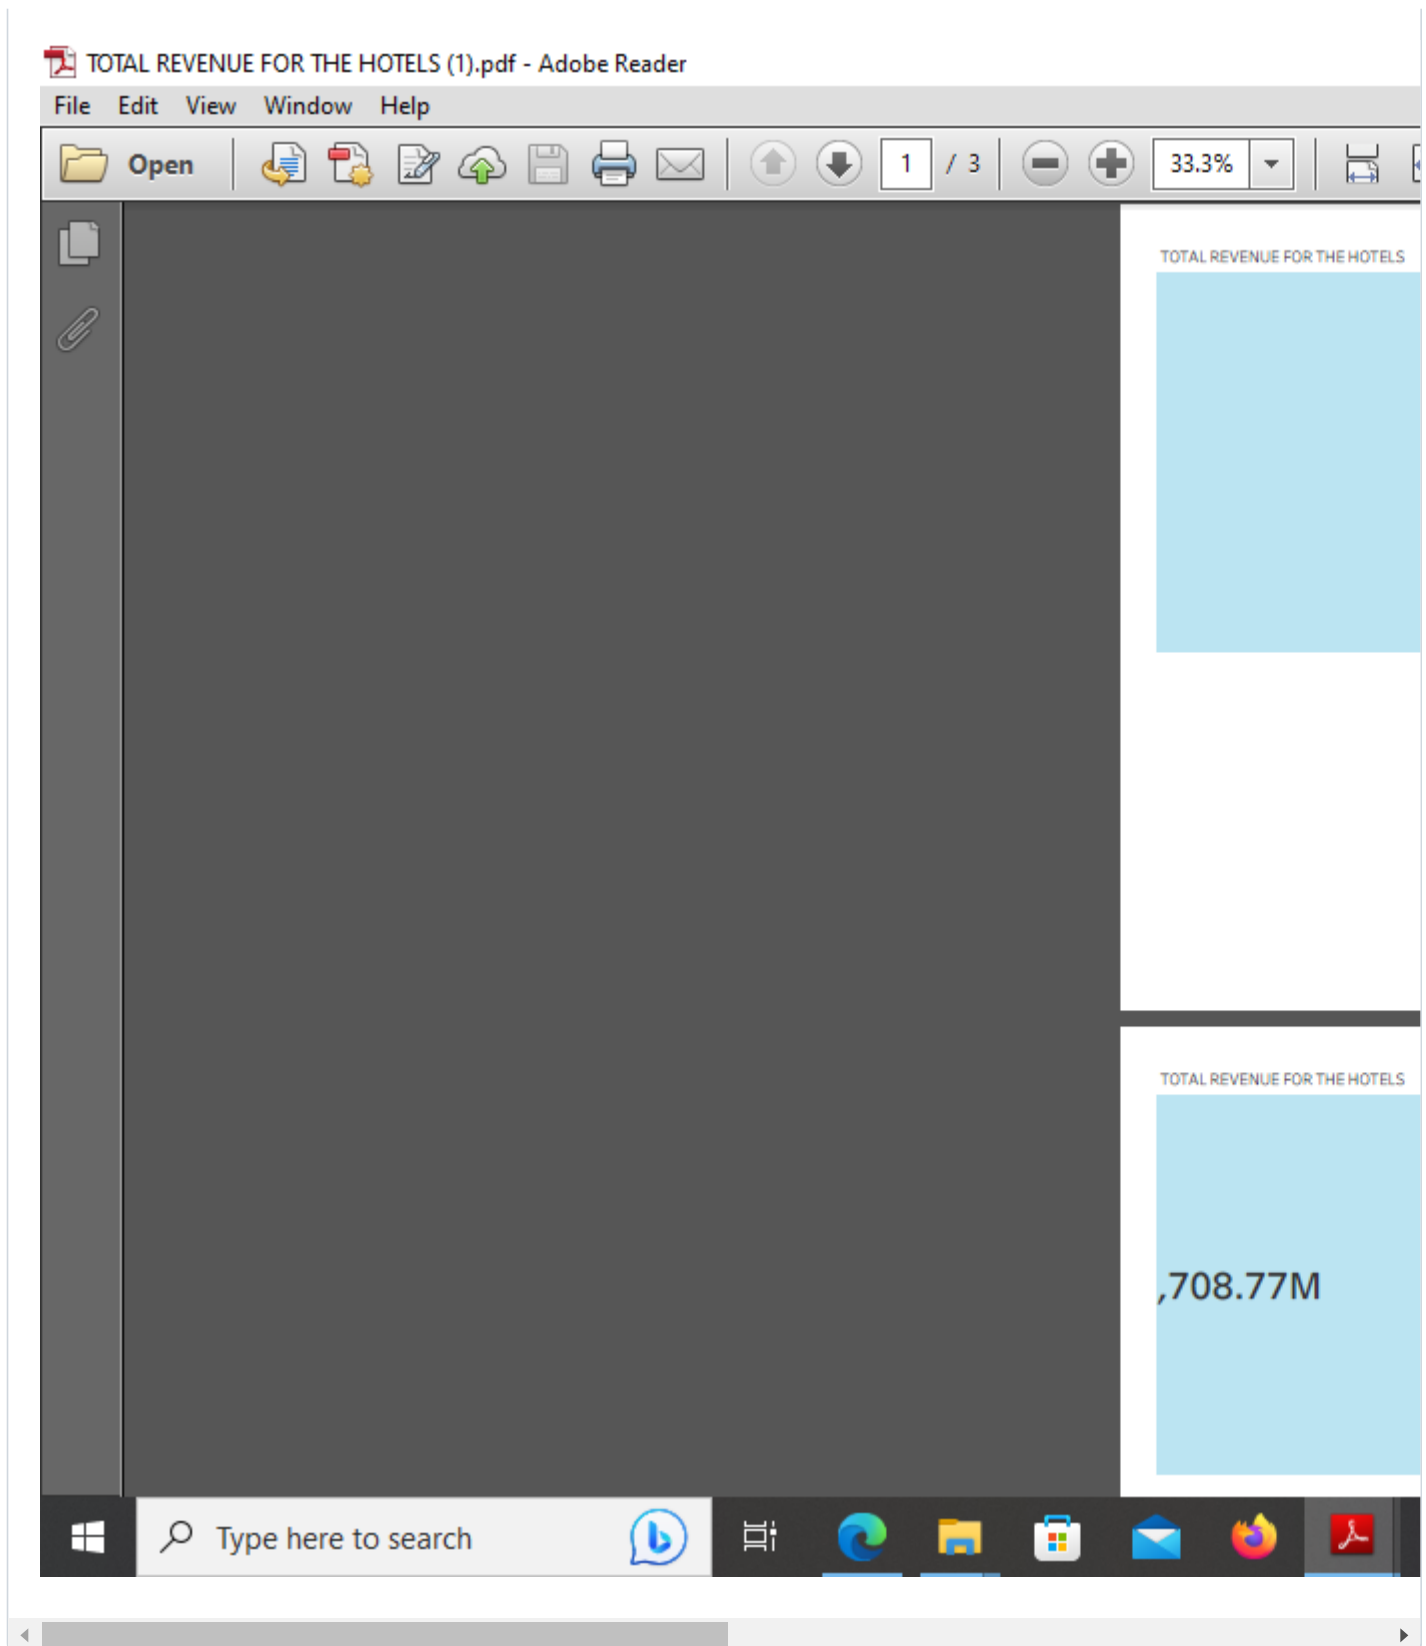 TOTAL REVENUE FOR THE HOTELS (1).pdf - Adobe Reader
File Edit View Window Help
Open 1 / 3 33.3%
TOTAL REVENUE FOR THE HOTELS
TOTAL REVENUE FOR THE HOTELS
,708.77M
Type here to search